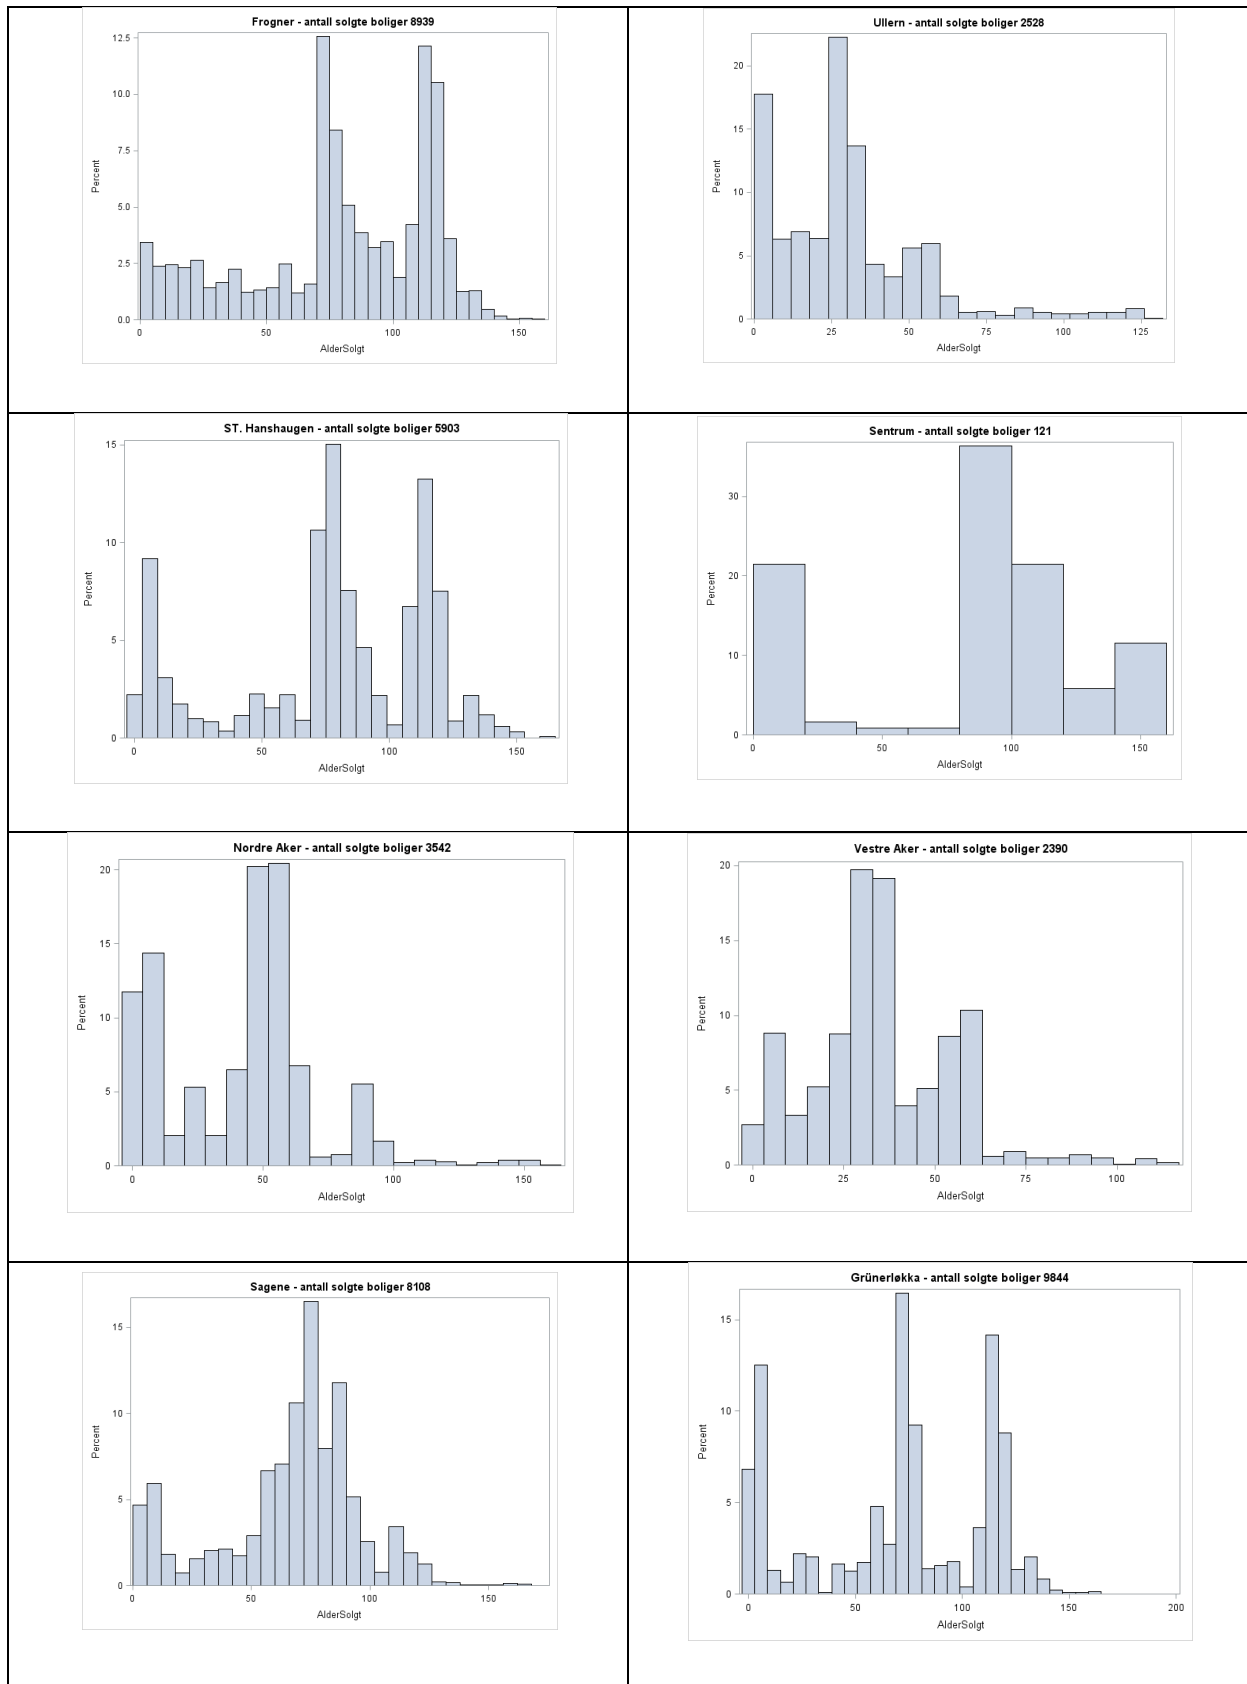 Frogner - antall solgte boliger 8939
12.5
10.0
7.5
5.0
2.5
0.0
Percent
0 50 100 150
AlderSolgt
Ullern - antall solgte boliger 2528
20
15
10
5
0
Percent
0 25 50 75 100 125
AlderSolgt
ST. Hanshaugen - antall solgte boliger 5903
15
10
5
0
Percent
0 50 100 150
AlderSolgt
Sentrum - antall solgte boliger 121
30
20
10
0
Percent
0 50 100 150
AlderSolgt
Nordre Aker - antall solgte boliger 3542
20
15
10
5
0
Percent
0 50 100 150
AlderSolgt
Vestre Aker - antall solgte boliger 2390
20
15
10
5
0
Percent
0 25 50 75 100
AlderSolgt
Sagene - antall solgte boliger 8108
15
10
5
0
Percent
0 50 100 150
AlderSolgt
Grünerløkka - antall solgte boliger 9844
15
10
5
0
Percent
0 50 100 150 200
AlderSolgt